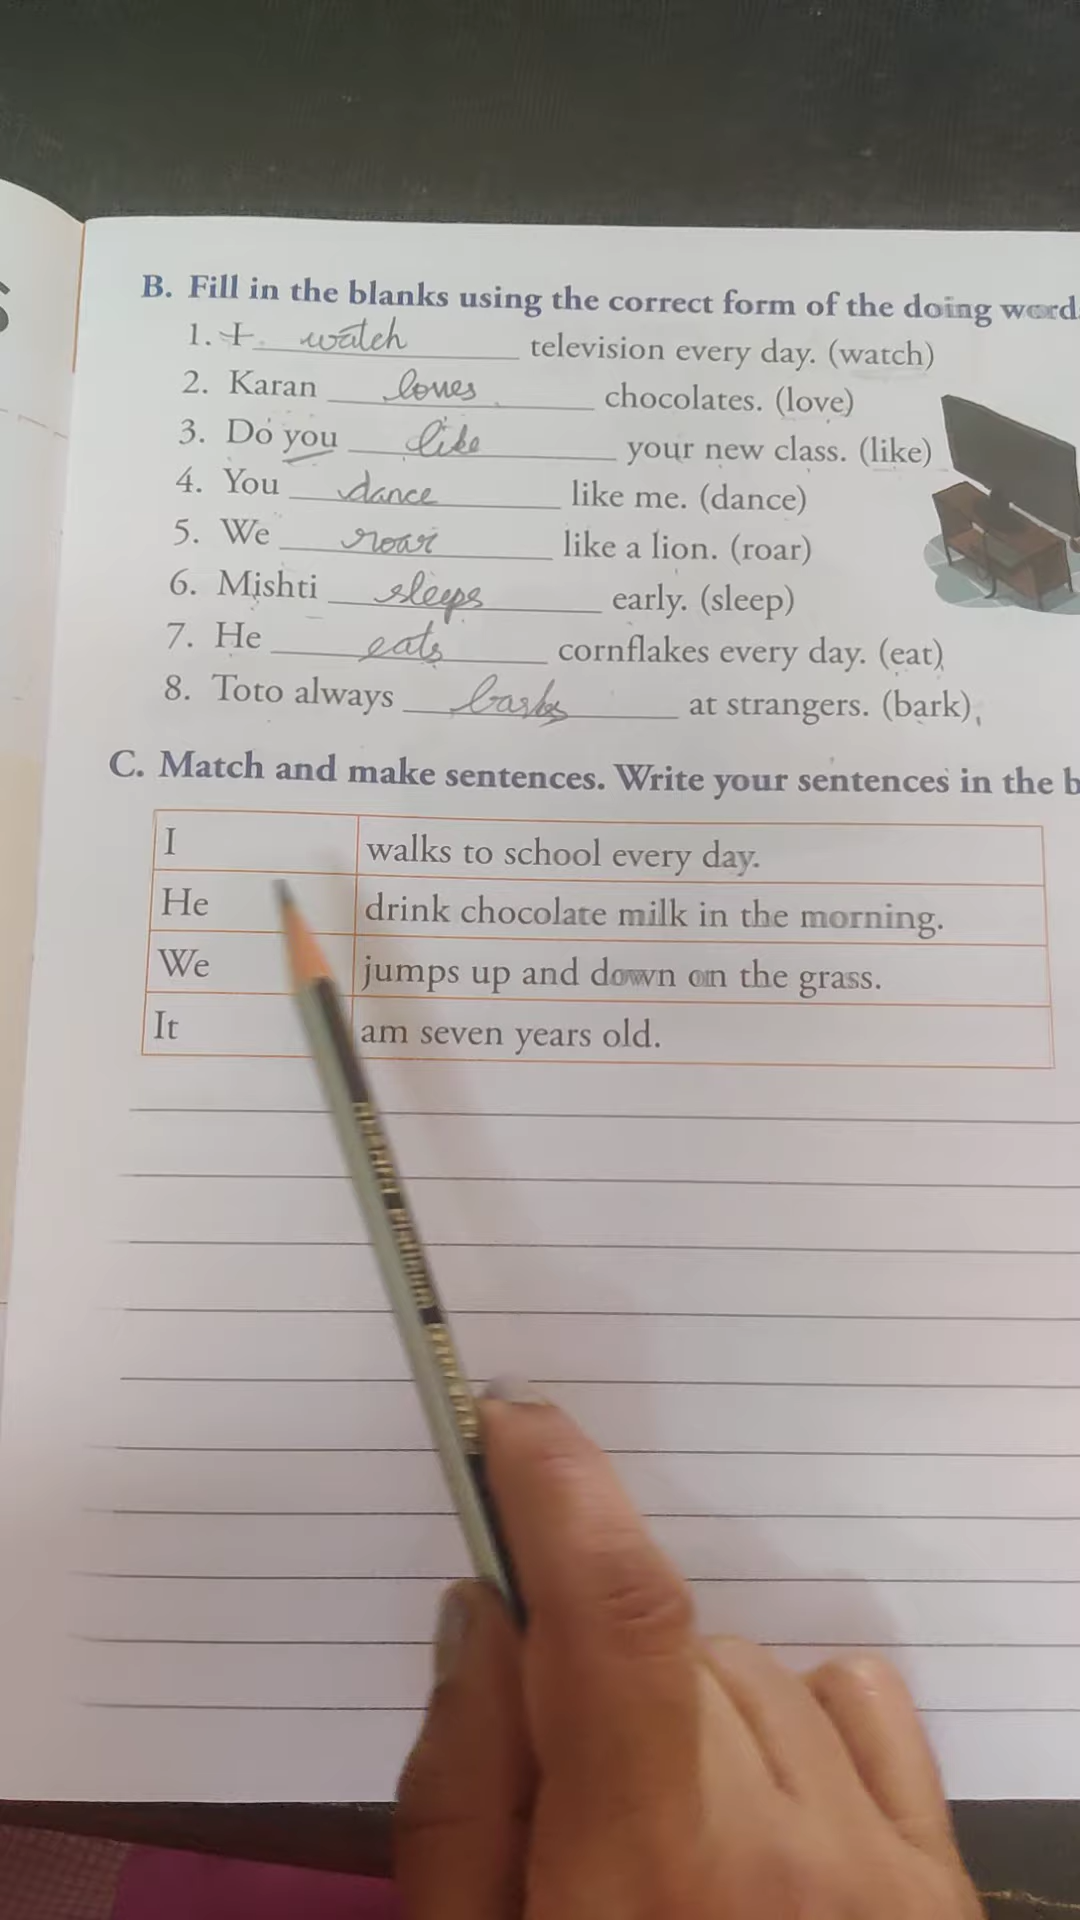 B. Fill in the blanks using the correct form of the doing word
1. I watch television every day. (watch)
2. Karan loves chocolates. (love)
3. Do you like your new class. (like)
4. You dance like me. (dance)
5. We roar like a lion. (roar)
6. Mishti sleeps early. (sleep)
7. He eats cornflakes every day. (eat)
8. Toto always barks at strangers. (bark)
C. Match and make sentences. Write your sentences in the b
I walks to school every day.
He drink chocolate milk in the morning.
We jumps up and down on the grass.
It am seven years old.